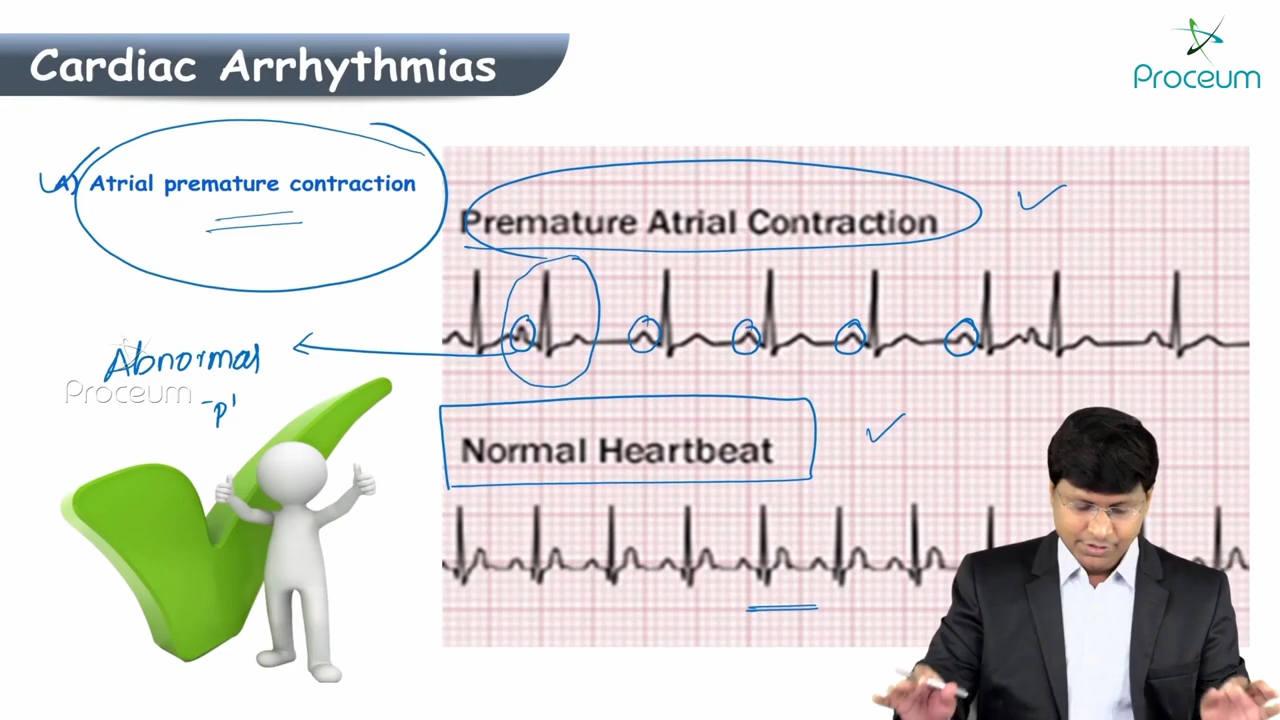 Cardiac Arrhythmias
Proceum
A) Atrial premature contraction
Premature Atrial Contraction
Abnormal
Proceum
'p'
Normal Heartbeat